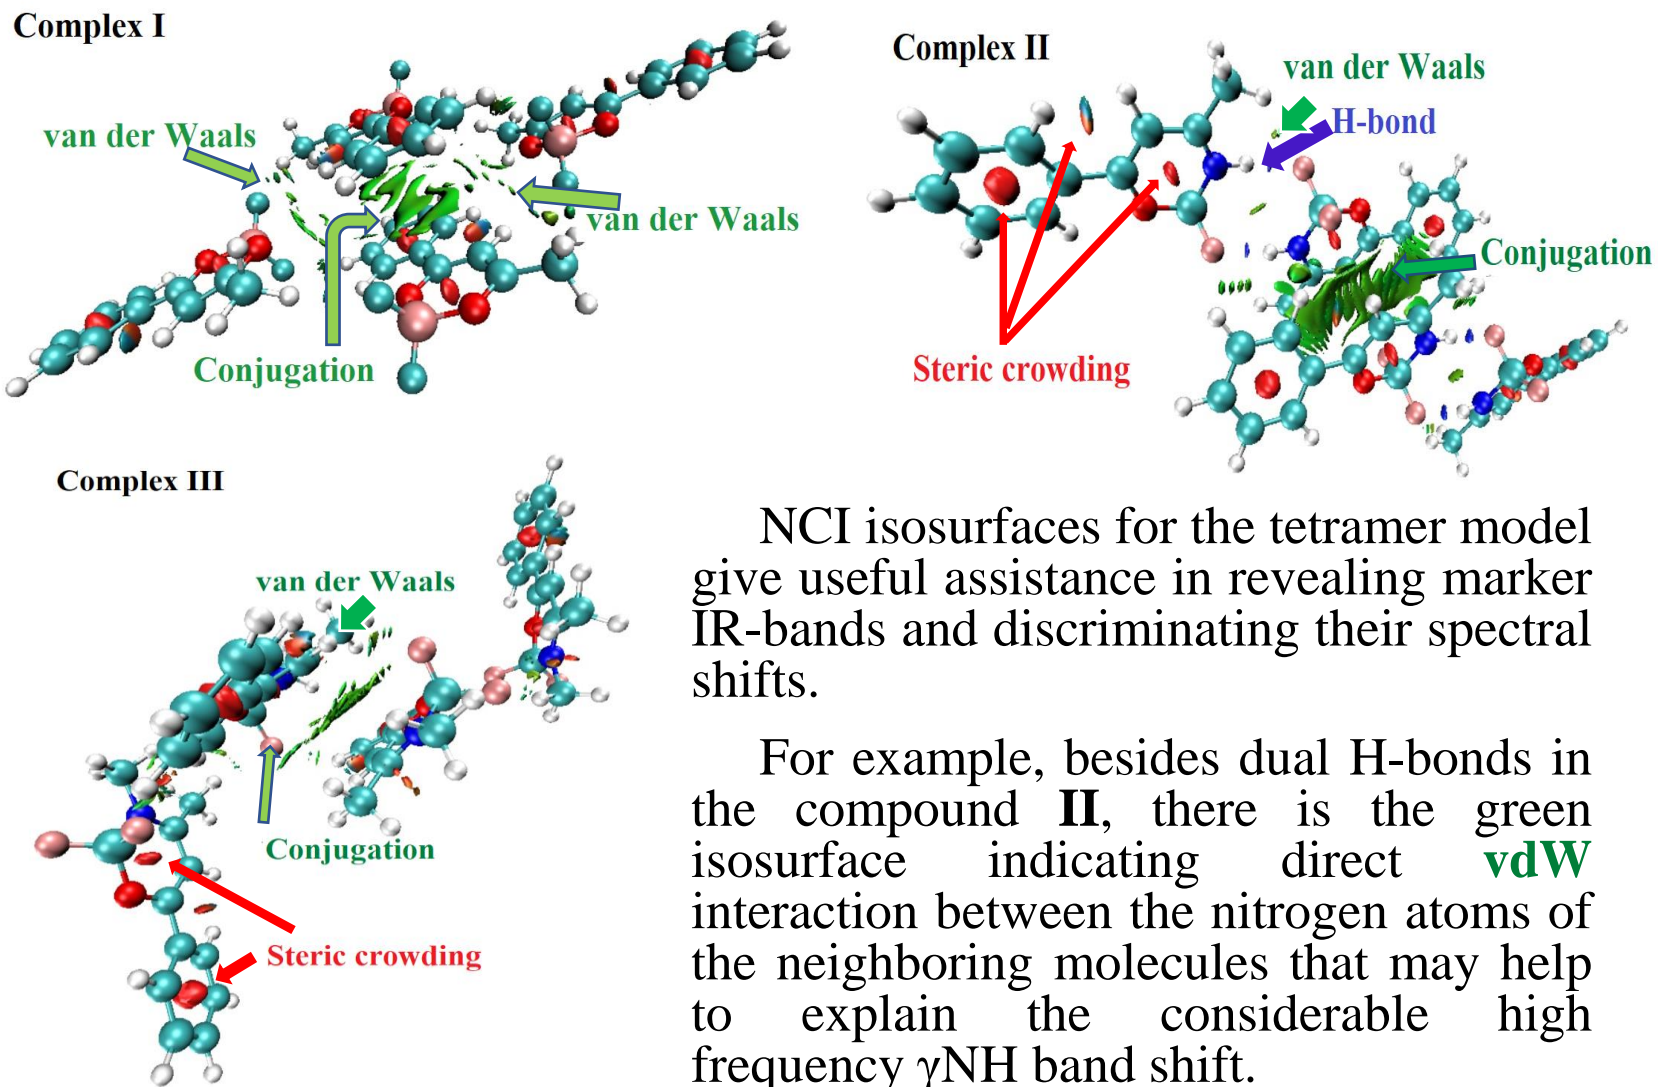 Complex I
van der Waals
van der Waals
Conjugation
Complex II
van der Waals
H-bond
Conjugation
Steric crowding
Complex III
van der Waals
Conjugation
Steric crowding
NCI isosurfaces for the tetramer model
give useful assistance in revealing marker
IR-bands and discriminating their spectral
shifts.
For example, besides dual H-bonds in
the compound II, there is the green
isosurface indicating direct vdW
interaction between the nitrogen atoms of
the neighboring molecules that may help
to explain the considerable high
frequency γNH band shift.